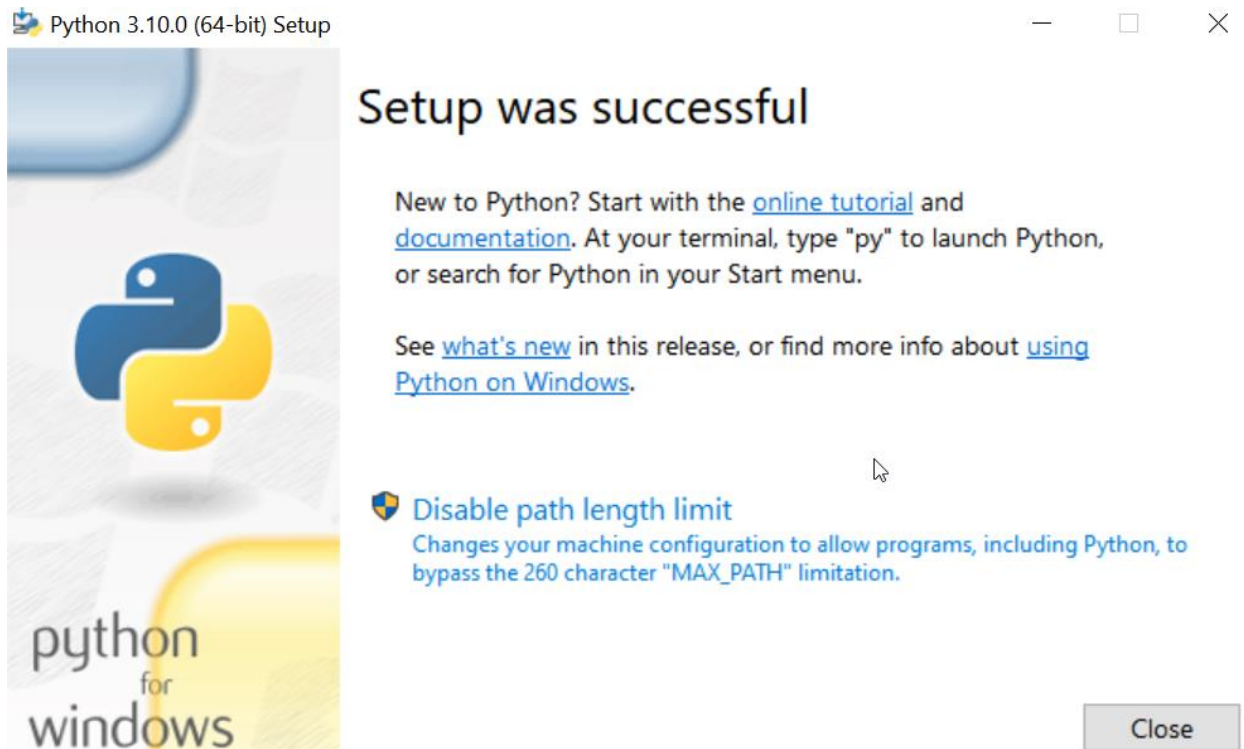 Python 3.10.0 (64-bit) Setup
Setup was successful
New to Python? Start with the online tutorial and
documentation. At your terminal, type "py" to launch Python,
or search for Python in your Start menu.
See what's new in this release, or find more info about using
Python on Windows.
Disable path length limit
Changes your machine configuration to allow programs, including Python, to
bypass the 260 character "MAX_PATH" limitation.
python
for
windows
Close